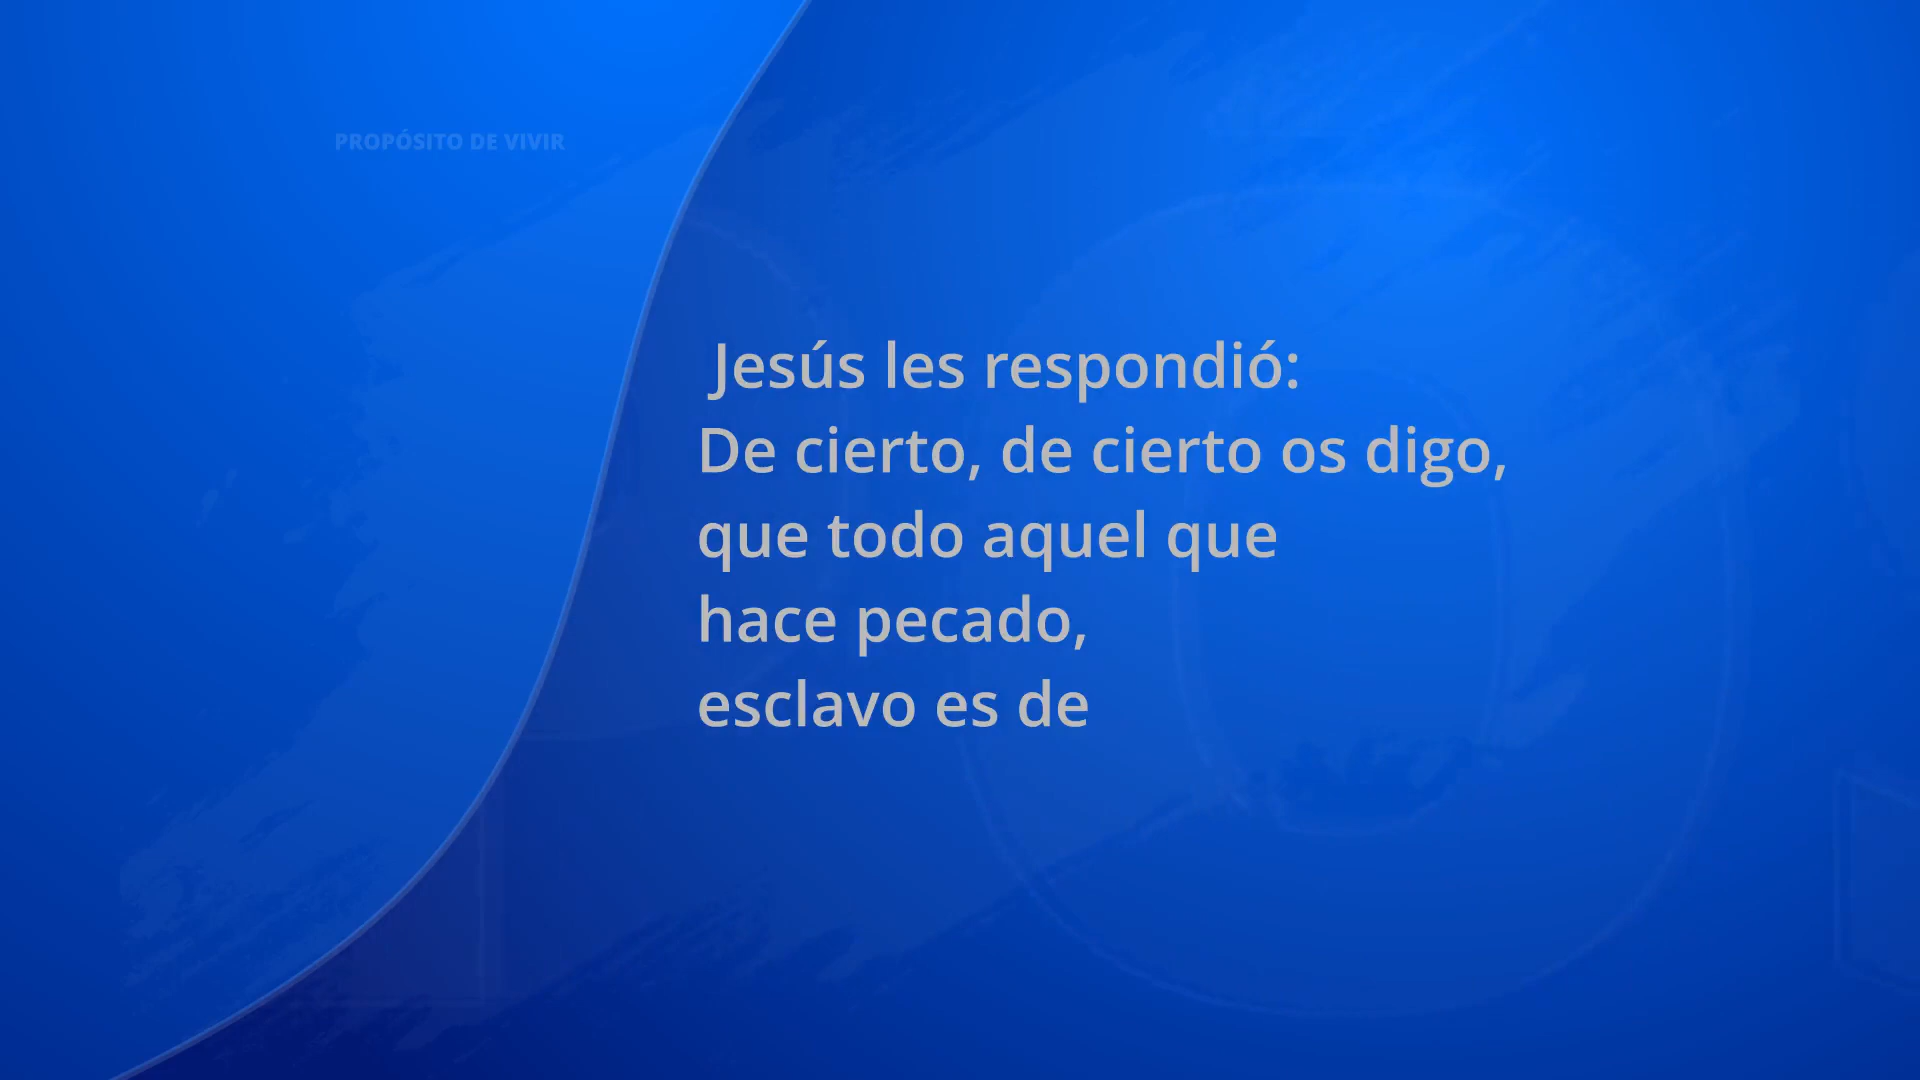 PROPÓSITO DE VIVIR
Jesús les respondió:
De cierto, de cierto os digo,
que todo aquel que
hace pecado,
esclavo es de